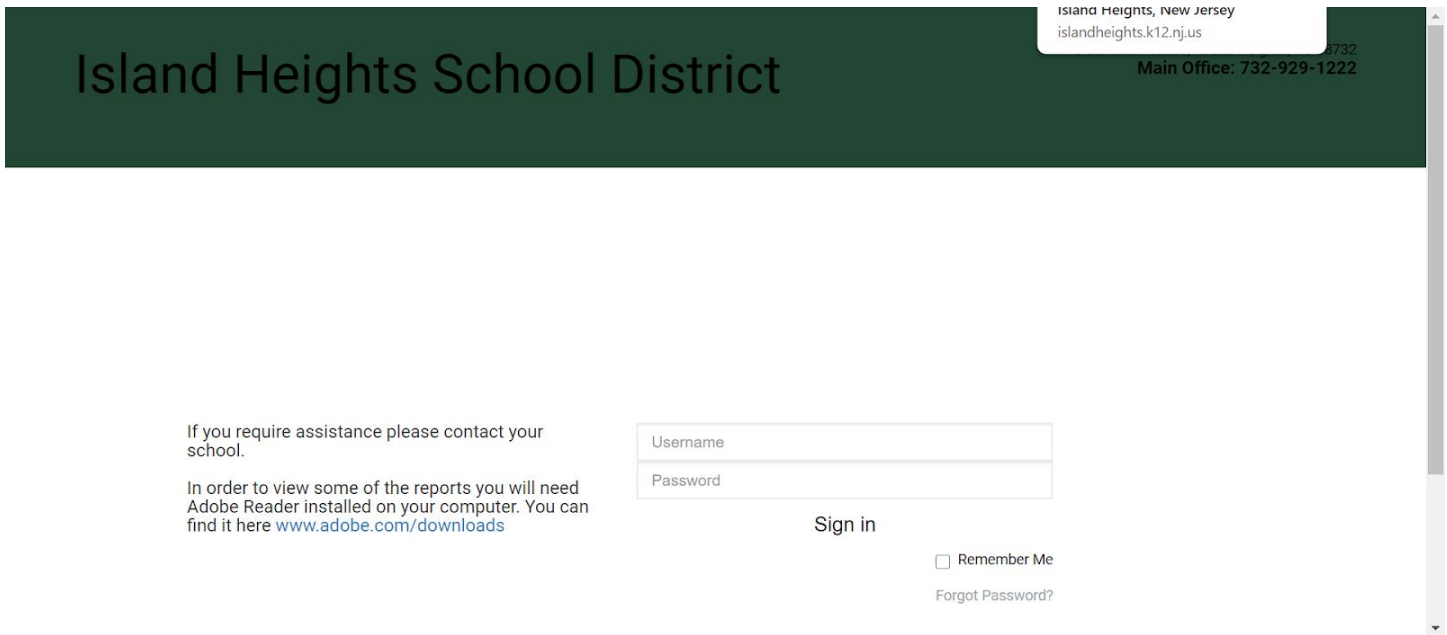 Island Heights, New Jersey
islandheights.k12.nj.us
Island Heights School District
8732
Main Office: 732-929-1222
If you require assistance please contact your
school.
In order to view some of the reports you will need
Adobe Reader installed on your computer. You can
find it here www.adobe.com/downloads
Username
Password
Sign in
Remember Me
Forgot Password?